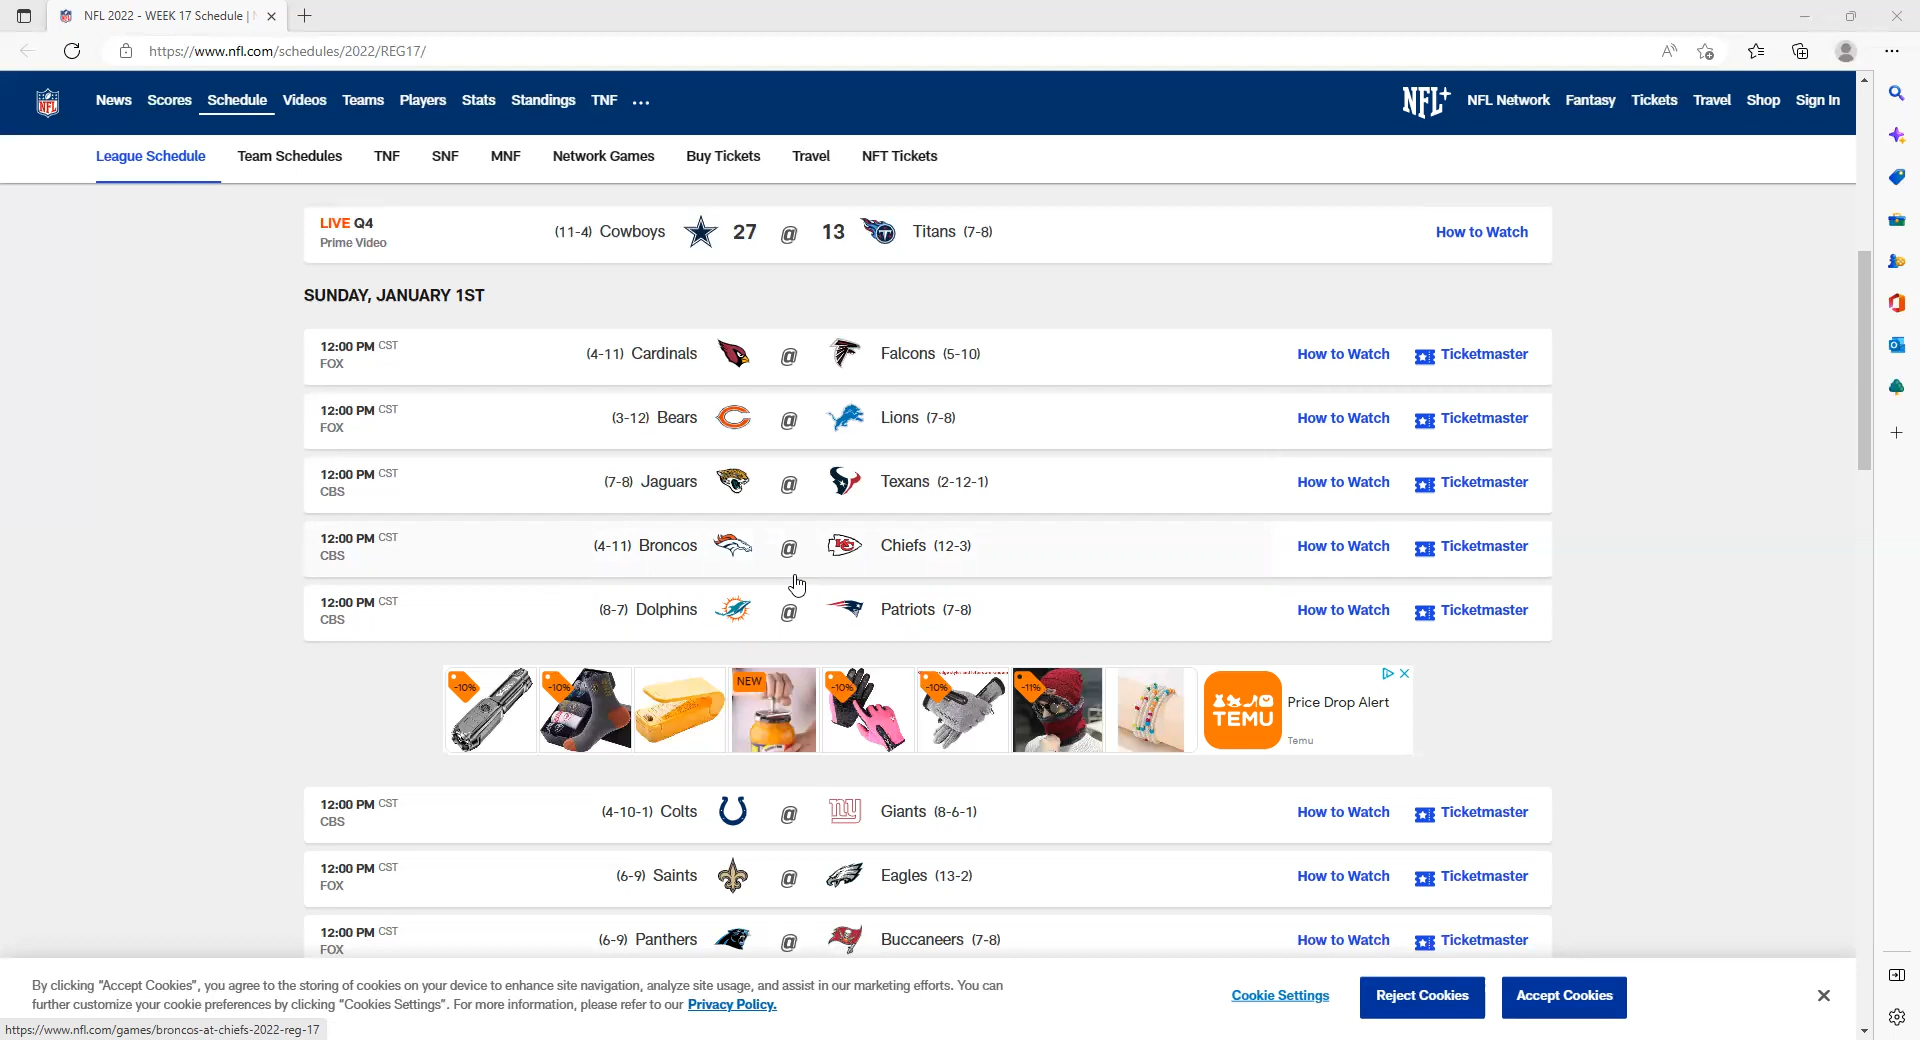 NFL 2022 - WEEK 17 Schedule |
https://www.nfl.com/schedules/2022/REG17/
NFL
News Scores Schedule Videos Teams Players Stats Standings TNF ...
NFL+ NFL Network Fantasy Tickets Travel Shop Sign In
League Schedule Team Schedules TNF SNF MNF Network Games Buy Tickets Travel NFT Tickets
LIVE Q4
Prime Video
(11-4) Cowboys 27 @ 13 Titans (7-8) How to Watch
SUNDAY, JANUARY 1ST
12:00 PM CST
FOX
(4-11) Cardinals @ Falcons (5-10) How to Watch Ticketmaster
12:00 PM CST
FOX
(3-12) Bears @ Lions (7-8) How to Watch Ticketmaster
12:00 PM CST
CBS
(7-8) Jaguars @ Texans (2-12-1) How to Watch Ticketmaster
12:00 PM CST
CBS
(4-11) Broncos @ Chiefs (12-3) How to Watch Ticketmaster
12:00 PM CST
CBS
(8-7) Dolphins @ Patriots (7-8) How to Watch Ticketmaster
-10% -10% NEW -10% -10% -11%
TEMU
Price Drop Alert
Temu
12:00 PM CST
CBS
(4-10-1) Colts @ ny Giants (8-6-1) How to Watch Ticketmaster
12:00 PM CST
FOX
(6-9) Saints @ Eagles (13-2) How to Watch Ticketmaster
12:00 PM CST
FOX
(6-9) Panthers @ Buccaneers (7-8) How to Watch Ticketmaster
By clicking "Accept Cookies", you agree to the storing of cookies on your device to enhance site navigation, analyze site usage, and assist in our marketing efforts. You can
further customize your cookie preferences by clicking "Cookies Settings". For more information, please refer to our Privacy Policy.
Cookie Settings Reject Cookies Accept Cookies
https://www.nfl.com/games/broncos-at-chiefs-2022-reg-17